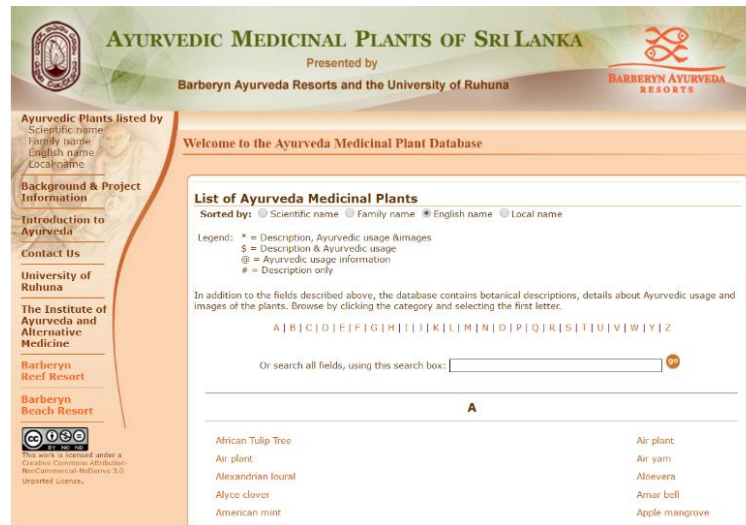 AYURVEDIC MEDICINAL PLANTS OF SRI LANKA
Presented by
Barberyn Ayurveda Resorts and the University of Ruhuna
BARBERYN AYURVEDA
RESORTS
Ayurvedic Plants listed by
Scientific name
Family name
English name
Local name
Background & Project
Information
Introduction to
Ayurveda
Contact Us
University of
Ruhuna
The Institute of
Ayurveda and
Alternative
Medicine
Barberyn
Reef Resort
Barberyn
Beach Resort
cc
BY NC ND
This work is licensed under a
Creative Commons Attribution-
NonCommercial-NoDerivs 3.0
Unported License.
Welcome to the Ayurveda Medicinal Plant Database
List of Ayurveda Medicinal Plants
Sorted by: Scientific name Family name English name Local name
Legend: * = Description, Ayurvedic usage &images
$ = Description & Ayurvedic usage
@ = Ayurvedic usage information
# = Description only
In addition to the fields described above, the database contains botanical descriptions, details about Ayurvedic usage and
images of the plants. Browse by clicking the category and selecting the first letter.
A | B | C | D | E | F | G | H | I | J | K | L | M | N | O | P | Q | R | S | T | U | V | W | Y | Z
Or search all fields, using this search box: go
A
African Tulip Tree Air plant
Air plant Air yam
Alexandrian loural Aloevera
Alyce clover Amar bell
American mint Apple mangrove